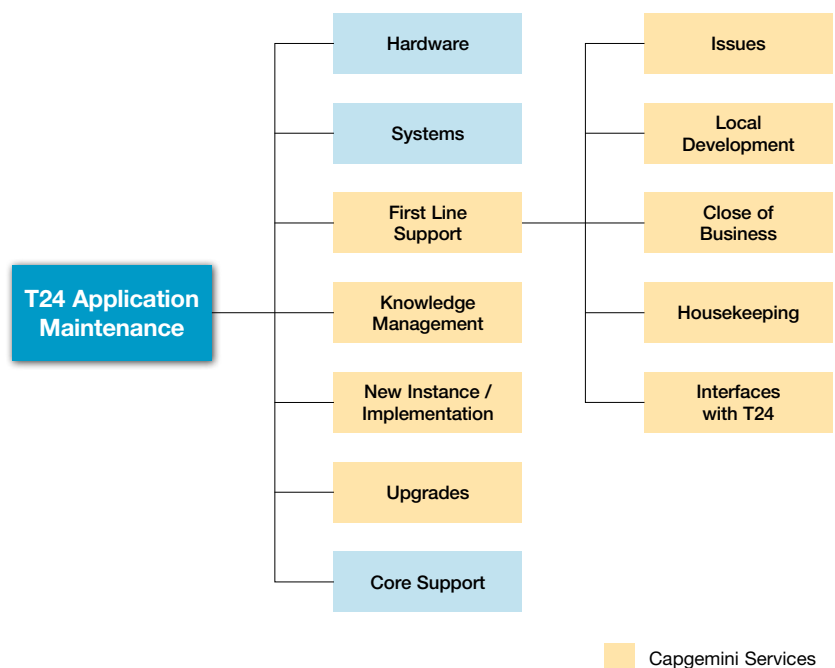 T24 Application
Maintenance
Hardware
Systems
First Line
Support
Knowledge
Management
New Instance /
Implementation
Upgrades
Core Support
Issues
Local
Development
Close of
Business
Housekeeping
Interfaces
with T24
Capgemini Services